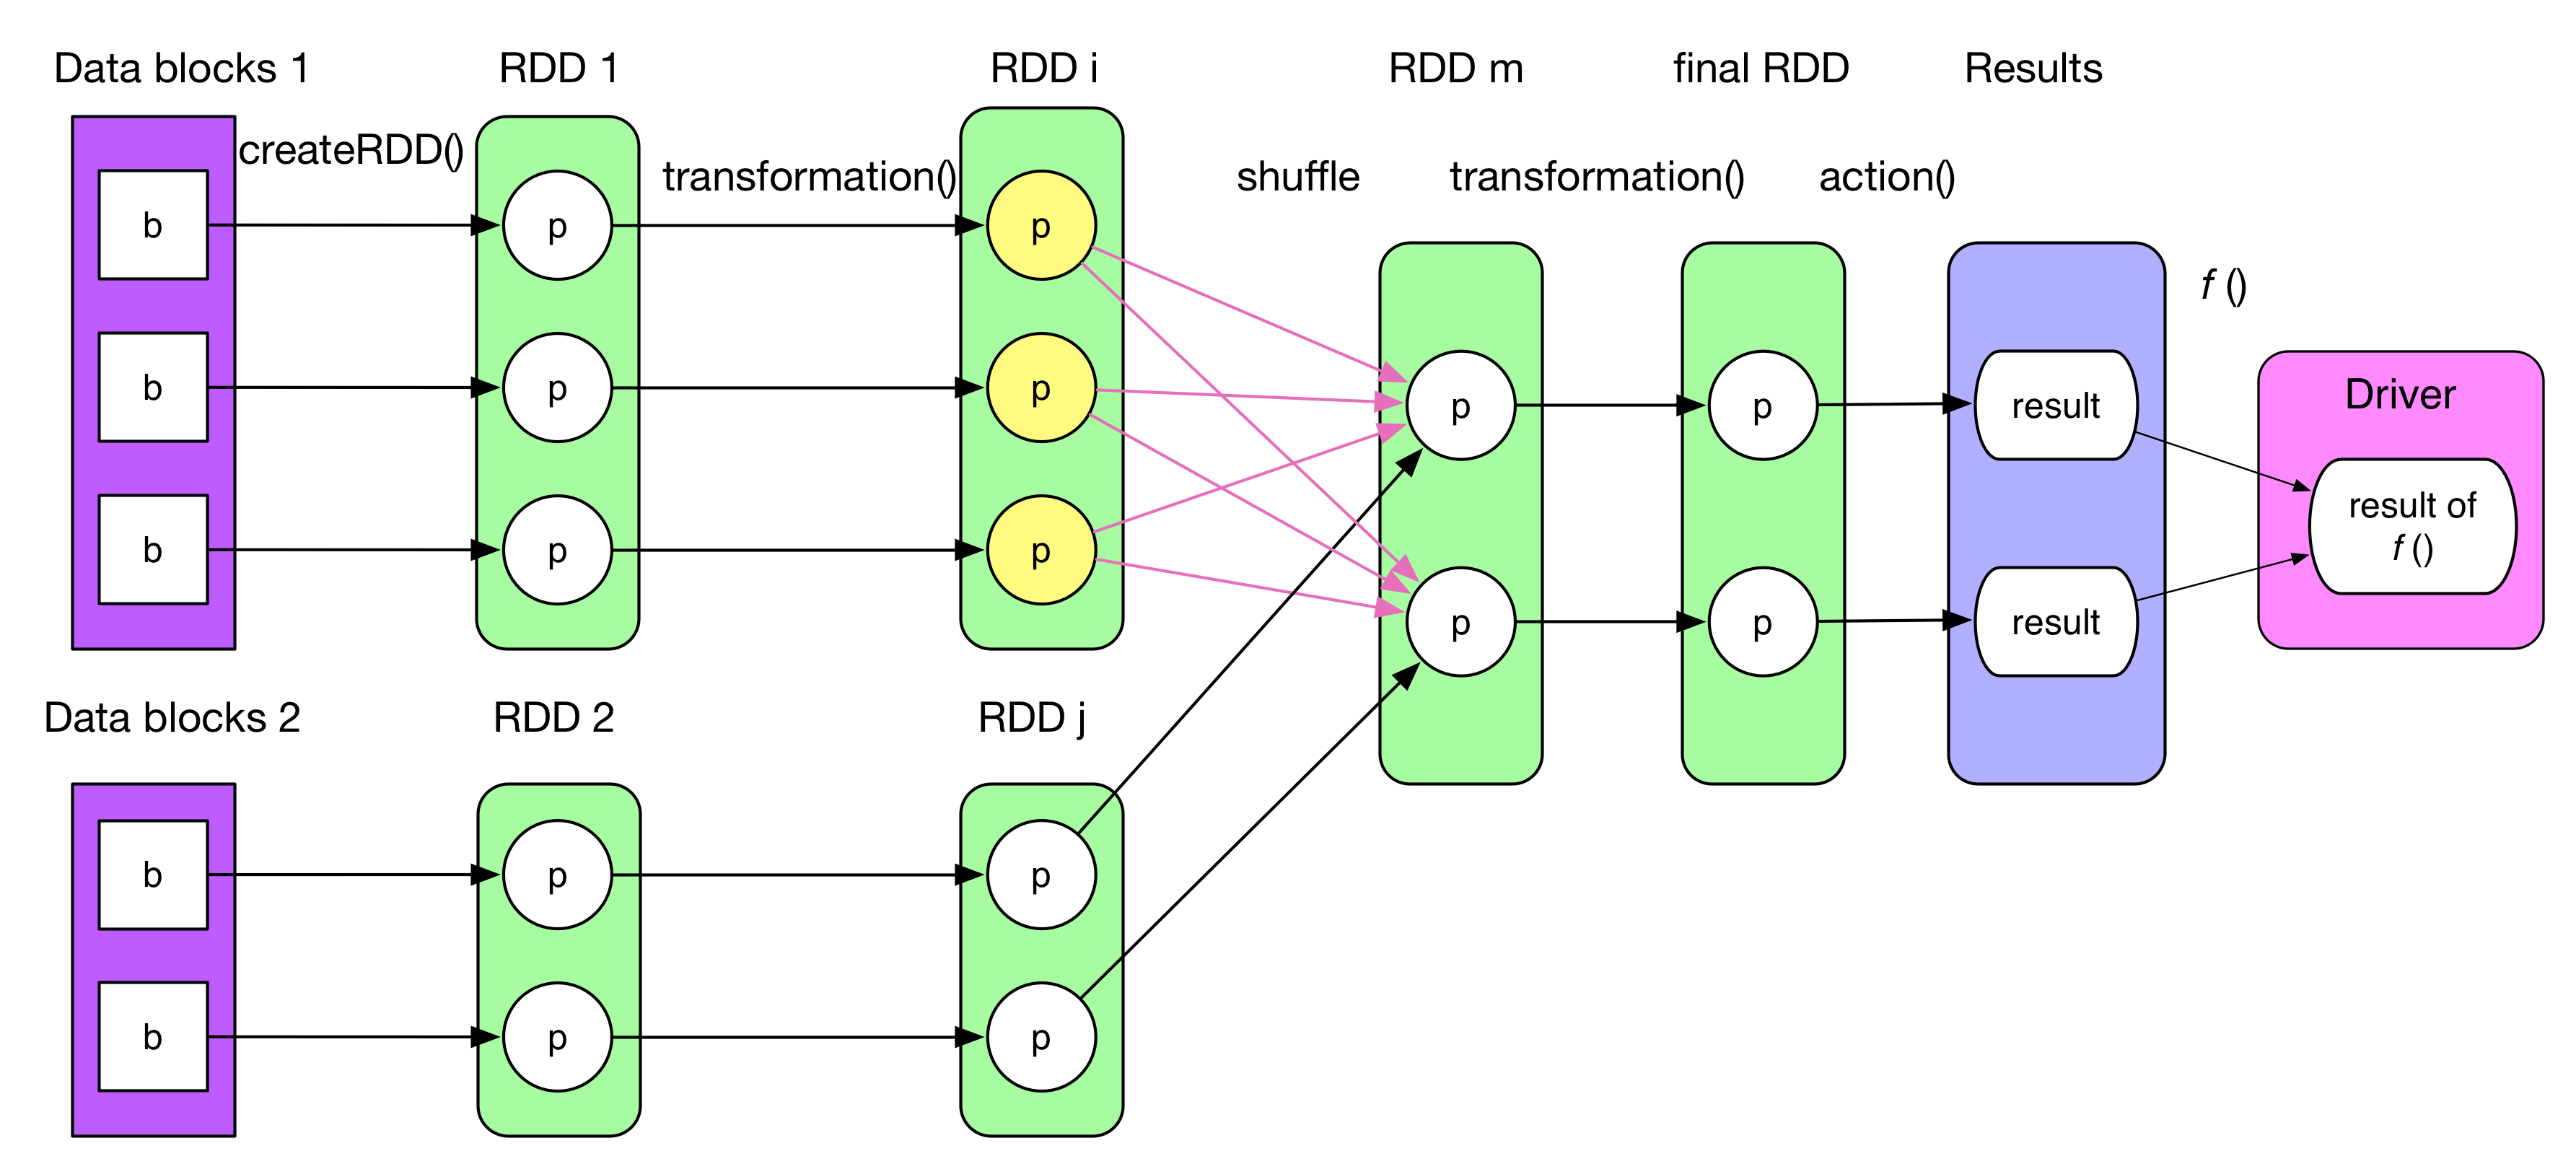 Data blocks 1
RDD 1
RDD i
RDD m
final RDD
Results
createRDD()
transformation()
shuffle
transformation()
action()
b
p
p
f ()
b
p
p
p
p
result
Driver
result of
f ()
b
p
p
p
p
result
Data blocks 2
RDD 2
RDD j
b
p
p
b
p
p